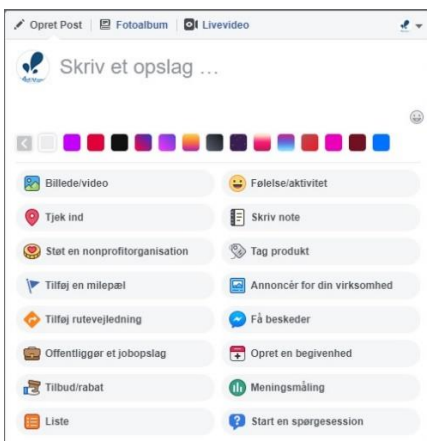 Opret Post Fotoalbum Livevideo
Skriv et opslag ...
Billede/video Følelse/aktivitet
Tjek ind Skriv note
Støt en nonprofitorganisation Tag produkt
Tilføj en milepæl Annoncér for din virksomhed
Tilføj rutevejledning Få beskeder
Offentliggør et jobopslag Opret en begivenhed
Tilbud/rabat Meningsmåling
Liste Start en spørgesession